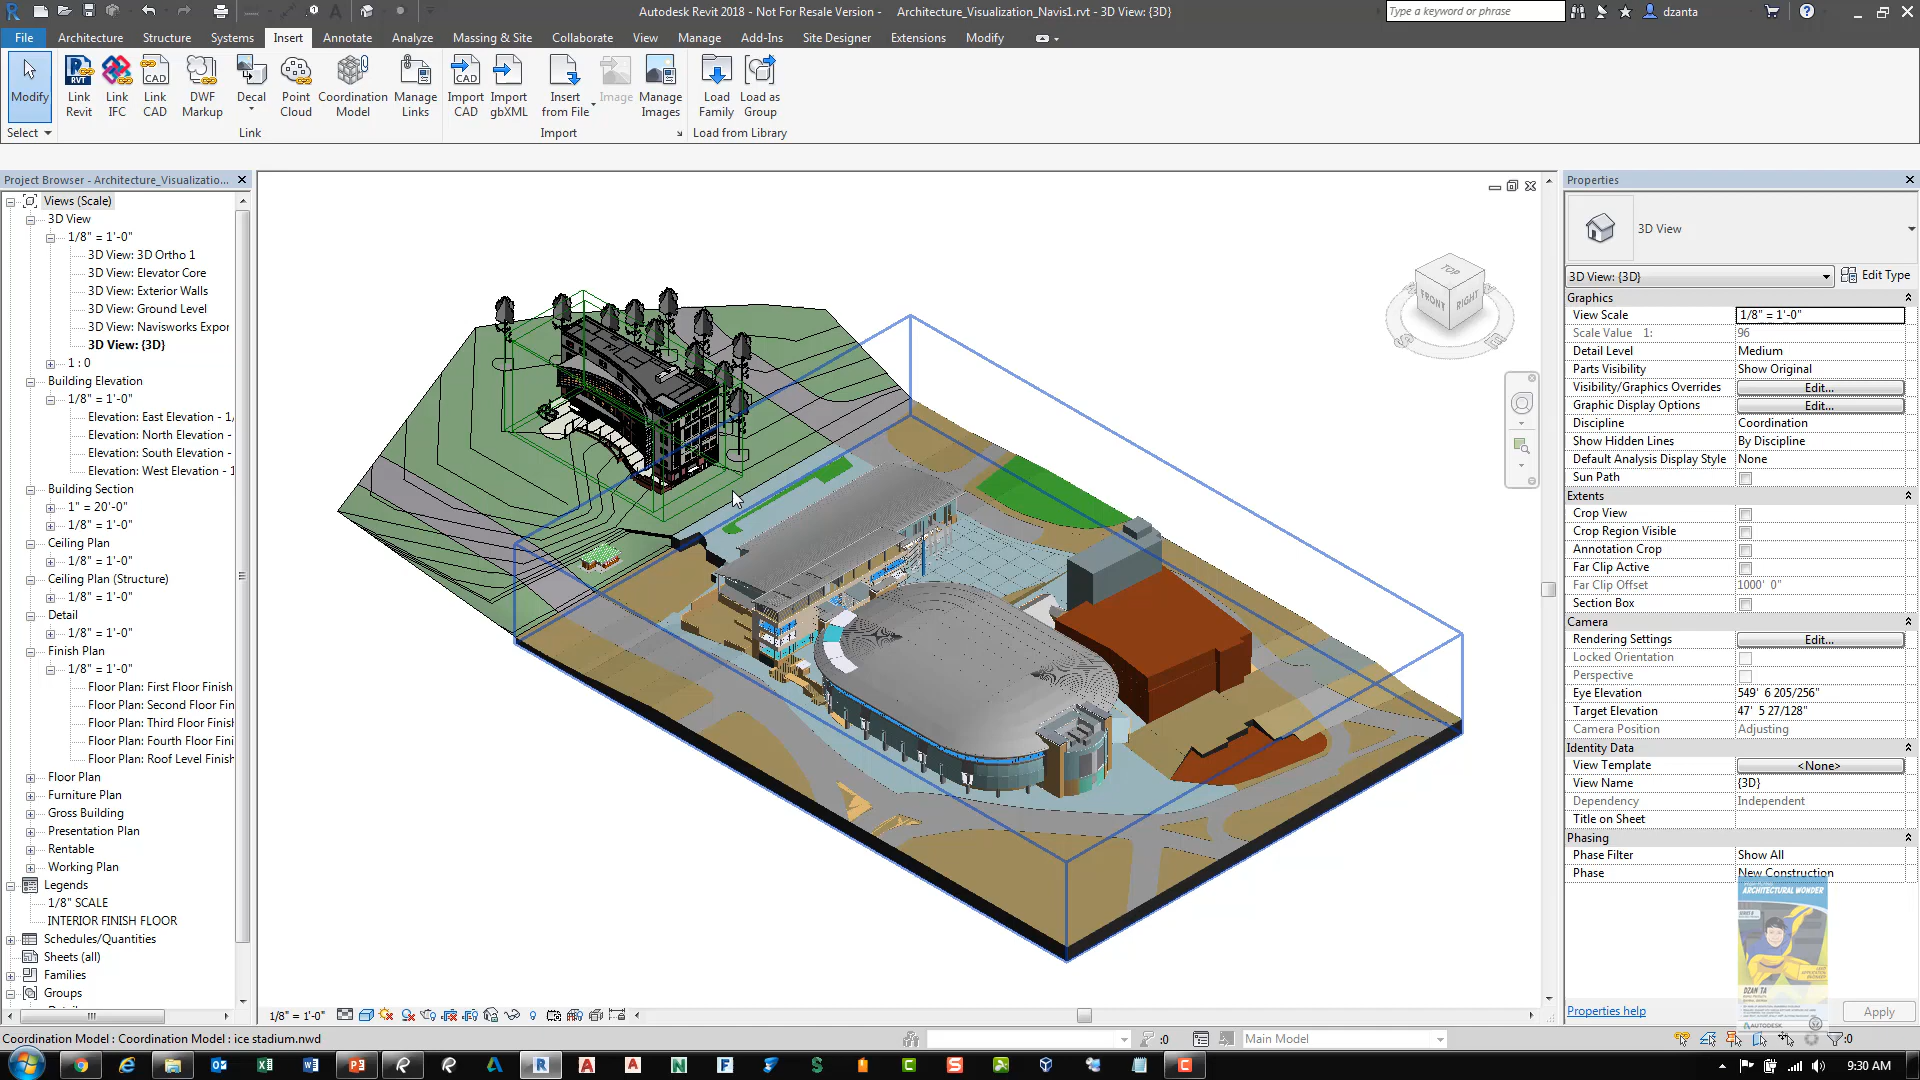 Autodesk Revit 2018 - Not For Resale Version - Architecture_Visualization_Navis1.rvt - 3D View: {3D}
Type a keyword or phrase
dzanta
File Architecture Structure Systems Insert Annotate Analyze Massing & Site Collaborate View Manage Add-Ins Site Designer Extensions Modify
Modify
Link Revit
Link IFC
Link CAD
DWF Markup
Decal
Point Cloud
Coordination Model
Manage Links
Import CAD
Import gbXML
Insert from File
Image
Manage Images
Load Family
Load as Group
Select
Link
Import
Load from Library
Project Browser - Architecture_Visualizatio...
Views (Scale)
3D View
1/8" = 1'-0"
3D View: 3D Ortho 1
3D View: Elevator Core
3D View: Exterior Walls
3D View: Ground Level
3D View: Navisworks Expor
3D View: {3D}
1 : 0
Building Elevation
1/8" = 1'-0"
Elevation: East Elevation - 1/
Elevation: North Elevation -
Elevation: South Elevation -
Elevation: West Elevation - 1
Building Section
1" = 20'-0"
1/8" = 1'-0"
Ceiling Plan
1/8" = 1'-0"
Ceiling Plan (Structure)
1/8" = 1'-0"
Detail
1/8" = 1'-0"
Finish Plan
1/8" = 1'-0"
Floor Plan: First Floor Finish
Floor Plan: Second Floor Fin
Floor Plan: Third Floor Finis
Floor Plan: Fourth Floor Fini
Floor Plan: Roof Level Finish
Floor Plan
Furniture Plan
Gross Building
Presentation Plan
Rentable
Working Plan
Legends
1/8" SCALE
INTERIOR FINISH FLOOR
Schedules/Quantities
Sheets (all)
Families
Groups
TOP
FRONT
RIGHT
S
E
Properties
3D View
3D View: {3D}
Edit Type
Graphics
View Scale 1/8" = 1'-0"
Scale Value 1: 96
Detail Level Medium
Parts Visibility Show Original
Visibility/Graphics Overrides Edit...
Graphic Display Options Edit...
Discipline Coordination
Show Hidden Lines By Discipline
Default Analysis Display Style None
Sun Path
Extents
Crop View
Crop Region Visible
Annotation Crop
Far Clip Active
Far Clip Offset 1000' 0"
Section Box
Camera
Rendering Settings Edit...
Locked Orientation
Perspective
Eye Elevation 549' 6 205/256"
Target Elevation 47' 5 27/128"
Camera Position Adjusting
Identity Data
View Template <None>
View Name {3D}
Dependency Independent
Title on Sheet
Phasing
Phase Filter Show All
Phase New Construction
ARCHITECTURAL WONDER
DZAN TA
AUTODESK
Properties help
Apply
1/8" = 1'-0"
Coordination Model : Coordination Model : ice stadium.nwd
:0
Main Model
:0
9:30 AM